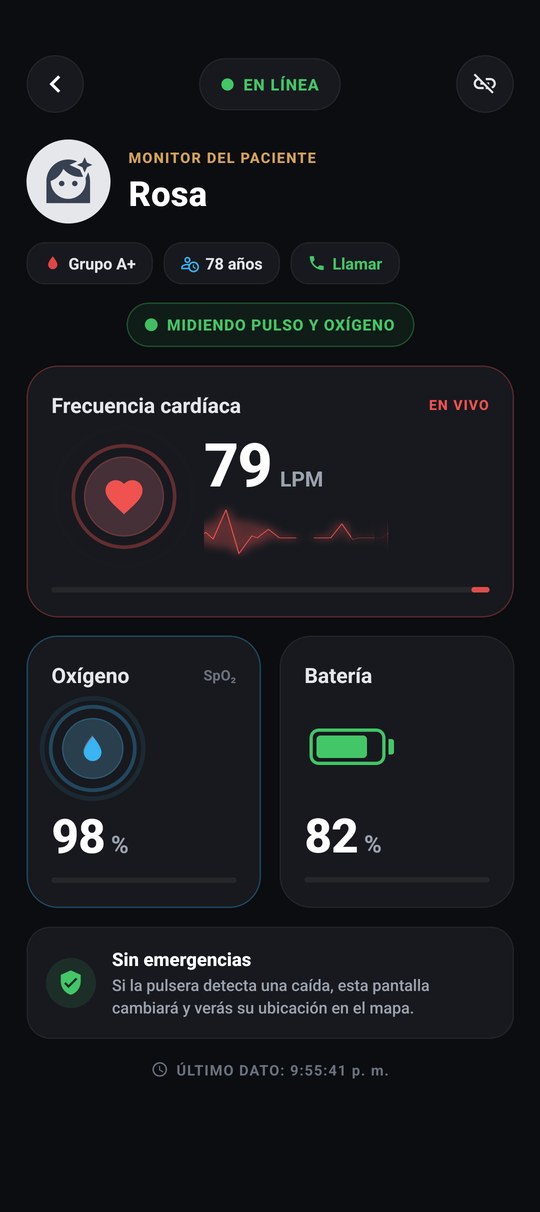 EN LÍNEA
MONITOR DEL PACIENTE
Rosa
Grupo A+
78 años
Llamar
MIDIENDO PULSO Y OXÍGENO
Frecuencia cardíaca
EN VIVO
79 LPM
Oxígeno
SpO₂
98 %
Batería
82 %
Sin emergencias
Si la pulsera detecta una caída, esta pantalla
cambiará y verás su ubicación en el mapa.
ÚLTIMO DATO: 9:55:41 p. m.